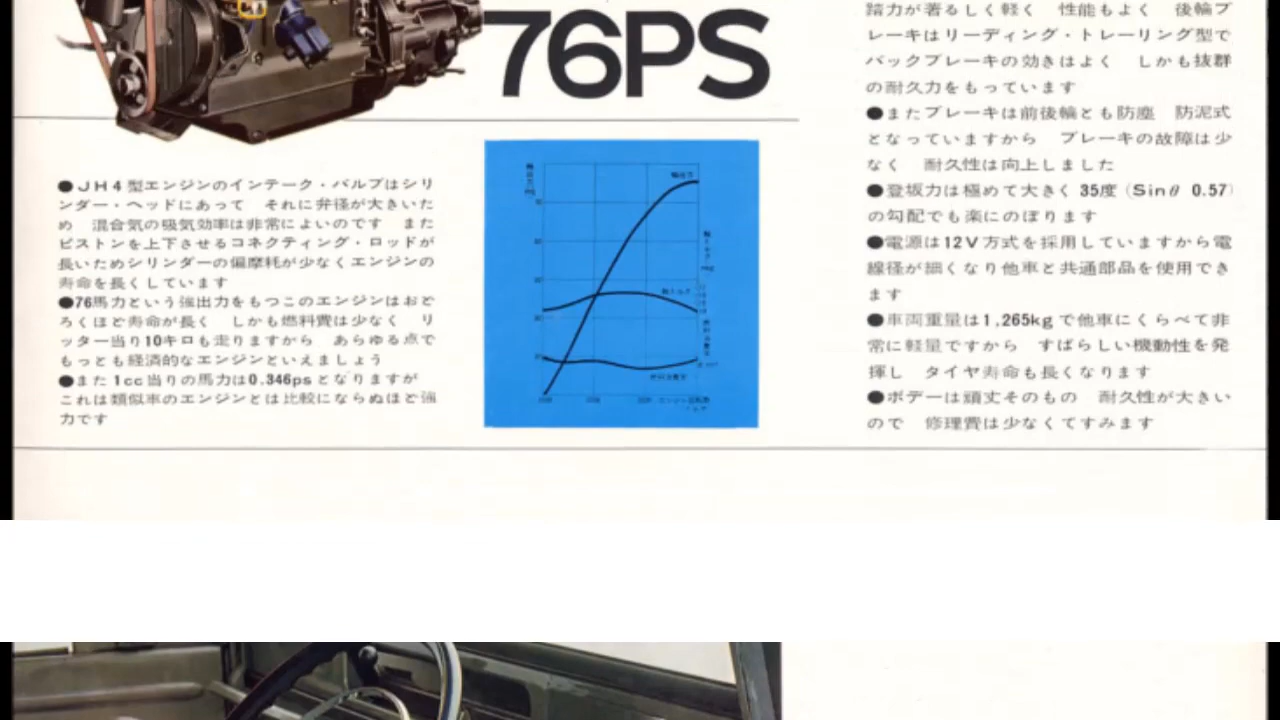 76PS
●JH4型エンジンのインテーク・バルブはシリ
ンダー・ヘッドにあって それに弁径が大きいた
め 混合気の吸気効率は非常によいのです また
ピストンを上下させるコネクティング・ロッドが
長いためシリンダーの偏摩耗が少なくエンジンの
寿命を長くしています
●76馬力という強出力をもつこのエンジンはおど
ろくほど寿命が長く しかも燃料費は少なく リ
ッター当り10キロも走りますから あらゆる点で
もっとも経済的なエンジンといえましょう
●また1cc当りの馬力は0.346psとなりますが
これは類似車のエンジンとは比較にならぬほど強
力です
軸出力
軸トルク
踏力が著るしく軽く 性能もよく 後輪ブ
レーキはリーディング・トレーリング型で
バックブレーキの効きはよく しかも抜群
の耐久力をもっています
●またブレーキは前後輪とも防塵 防泥式
となっていますから ブレーキの故障は少
なく 耐久性は向上しました
●登坂力は極めて大きく 35度 (Sinθ 0.57)
の勾配でも楽にのぼります
●電源は12V方式を採用していますから電
線径が細くなり他車と共通部品を使用でき
ます
●車両重量は1,265kgで他車にくらべて非
常に軽量ですから すばらしい機動性を発
揮し タイヤ寿命も長くなります
●ボデーは頑丈そのもの 耐久性が大きい
ので 修理費は少なくてすみます